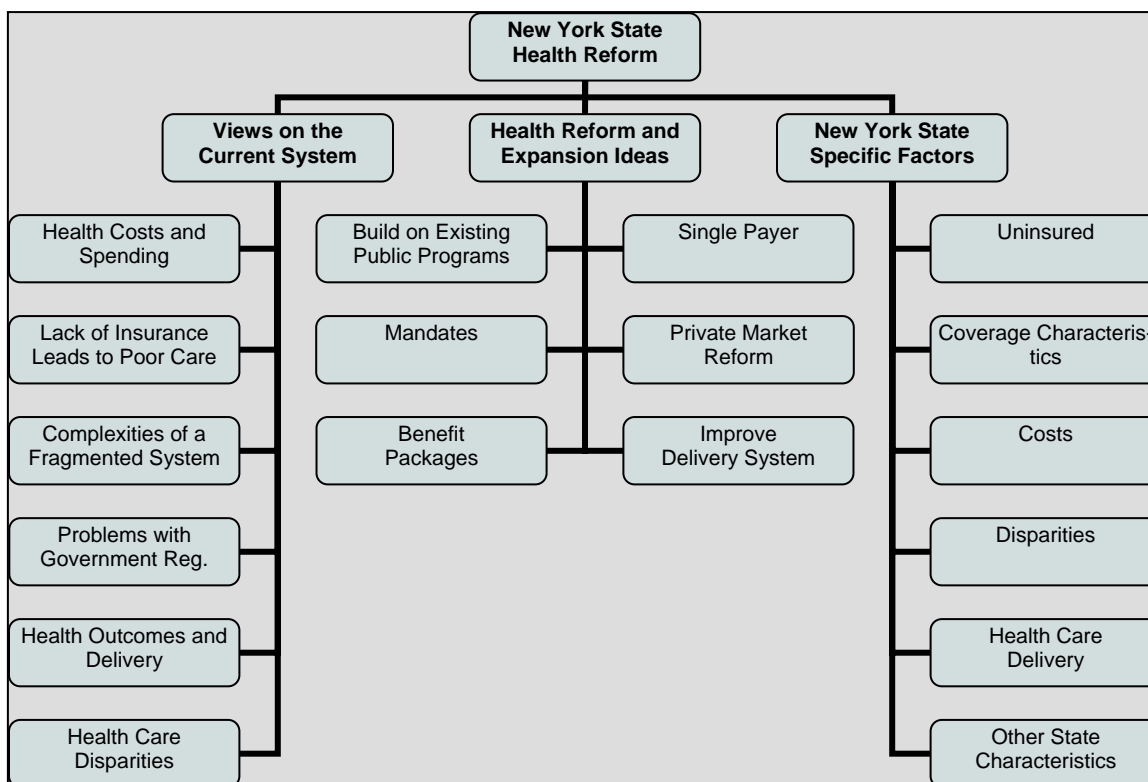 New York State
Health Reform
Views on the
Current System
Health Reform and
Expansion Ideas
New York State
Specific Factors
Health Costs and
Spending
Lack of Insurance
Leads to Poor Care
Complexities of a
Fragmented System
Problems with
Government Reg.
Health Outcomes and
Delivery
Health Care
Disparities
Build on Existing
Public Programs
Single Payer
Mandates
Private Market
Reform
Benefit
Packages
Improve
Delivery System
Uninsured
Coverage Characteris-
tics
Costs
Disparities
Health Care
Delivery
Other State
Characteristics